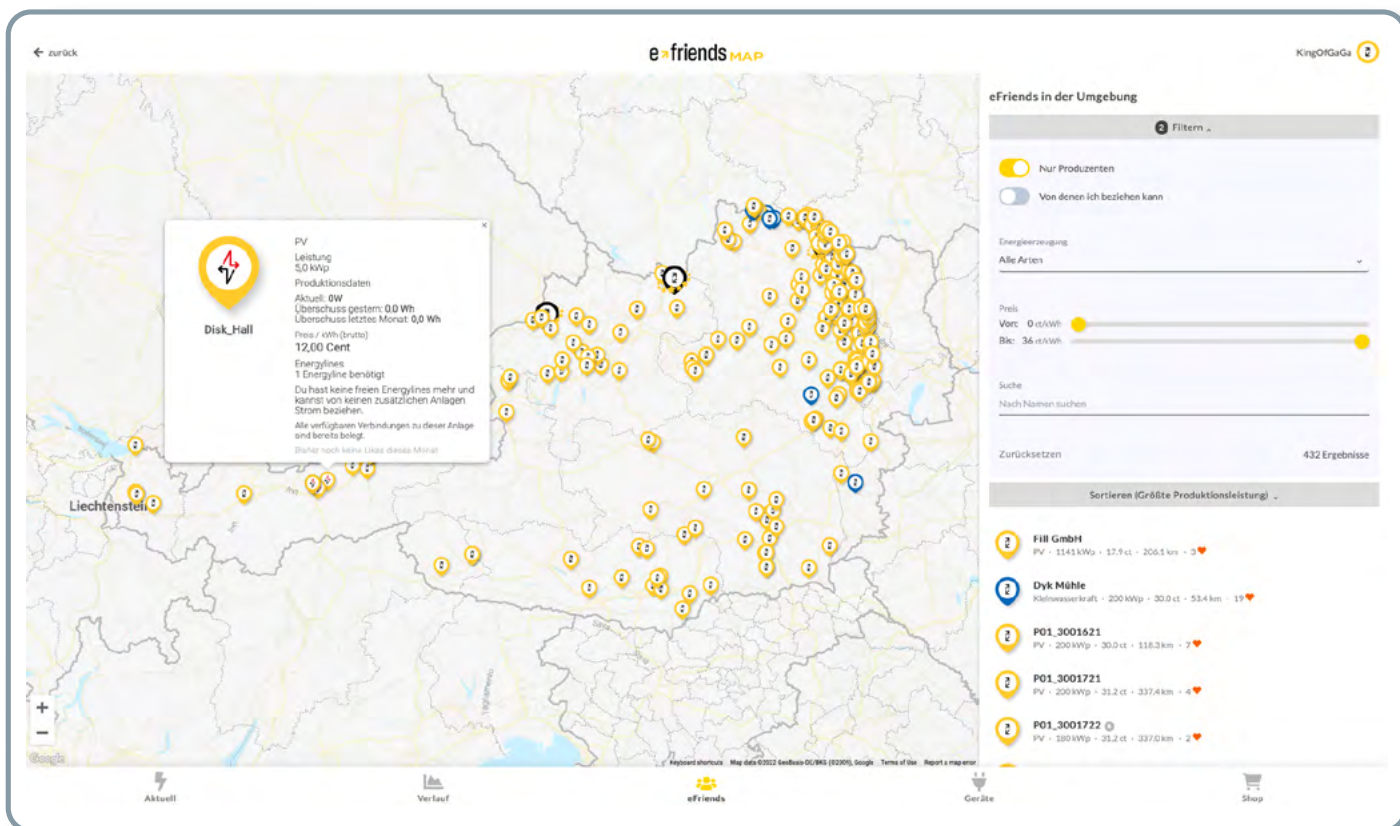 zurück
e friends MAP
KingOfGaGa
eFriends in der Umgebung
2 Filtern
Nur Produzenten
Von denen ich beziehen kann
Energieerzeugung
Alle Arten
Preis
Von: 0 ct/kWh
Bis: 36 ct/kWh
Suche
Nach Namen suchen
Zurücksetzen
432 Ergebnisse
Sortieren (Größte Produktionsleistung)
Fill GmbH
PV - 1141 kWp - 17.9 ct - 206.1 km - 3
Dyk Mühle
Kleinwasserkraft - 200 kWp - 30.0 ct - 53.4 km - 19
P01_3001621
PV - 200 kWp - 30.0 ct - 118.3 km - 7
P01_3001721
PV - 200 kWp - 31.2 ct - 337.4 km - 4
P01_3001722
PV - 180 kWp - 31.2 ct - 337.0 km - 2
Disk_Hall
PV
Leistung
5,0 kWp
Produktionsdaten
Aktuell: 0W
Überschuss gestern: 0.0 Wh
Überschuss letztes Monat: 0,0 Wh
Preis / kWh (brutto)
12,00 Cent
Energylines
1 Energyline benötigt
Du hast keine freien Energylines mehr und
kannst von keinen zusätzlichen Anlagen
Strom beziehen.
Alle verfügbaren Verbindungen zu dieser Anlage
sind bereits belegt.
Bisher noch keine Likes dieses Monat
Liechtenstein
+
−
Google
Keyboard shortcuts
Map data ©2022 GeoBasis-DE/BKG (©2009), Google
Terms of Use
Report a map error
Aktuell
Verlauf
eFriends
Geräte
Shop